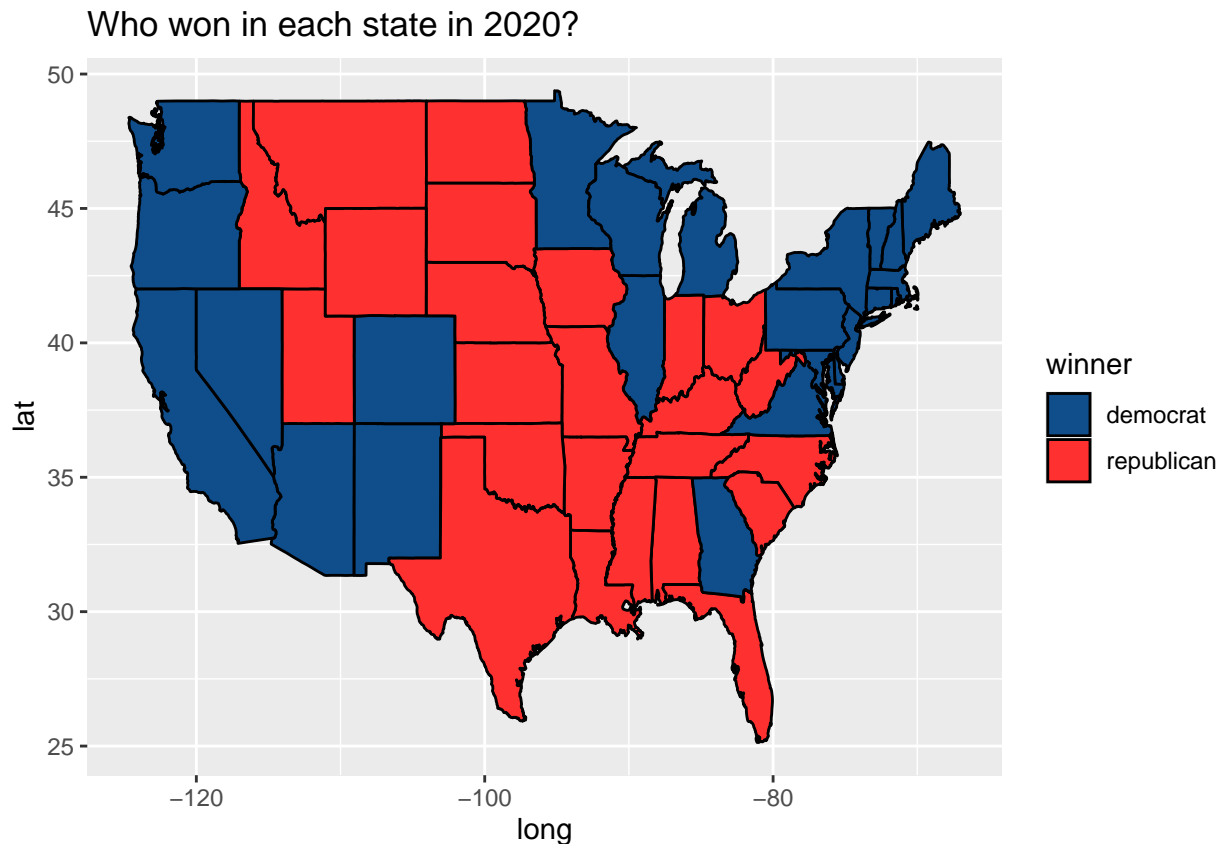 Who won in each state in 2020?
50
45
40
35
30
25
lat
−120
−100
−80
long
winner
democrat
republican